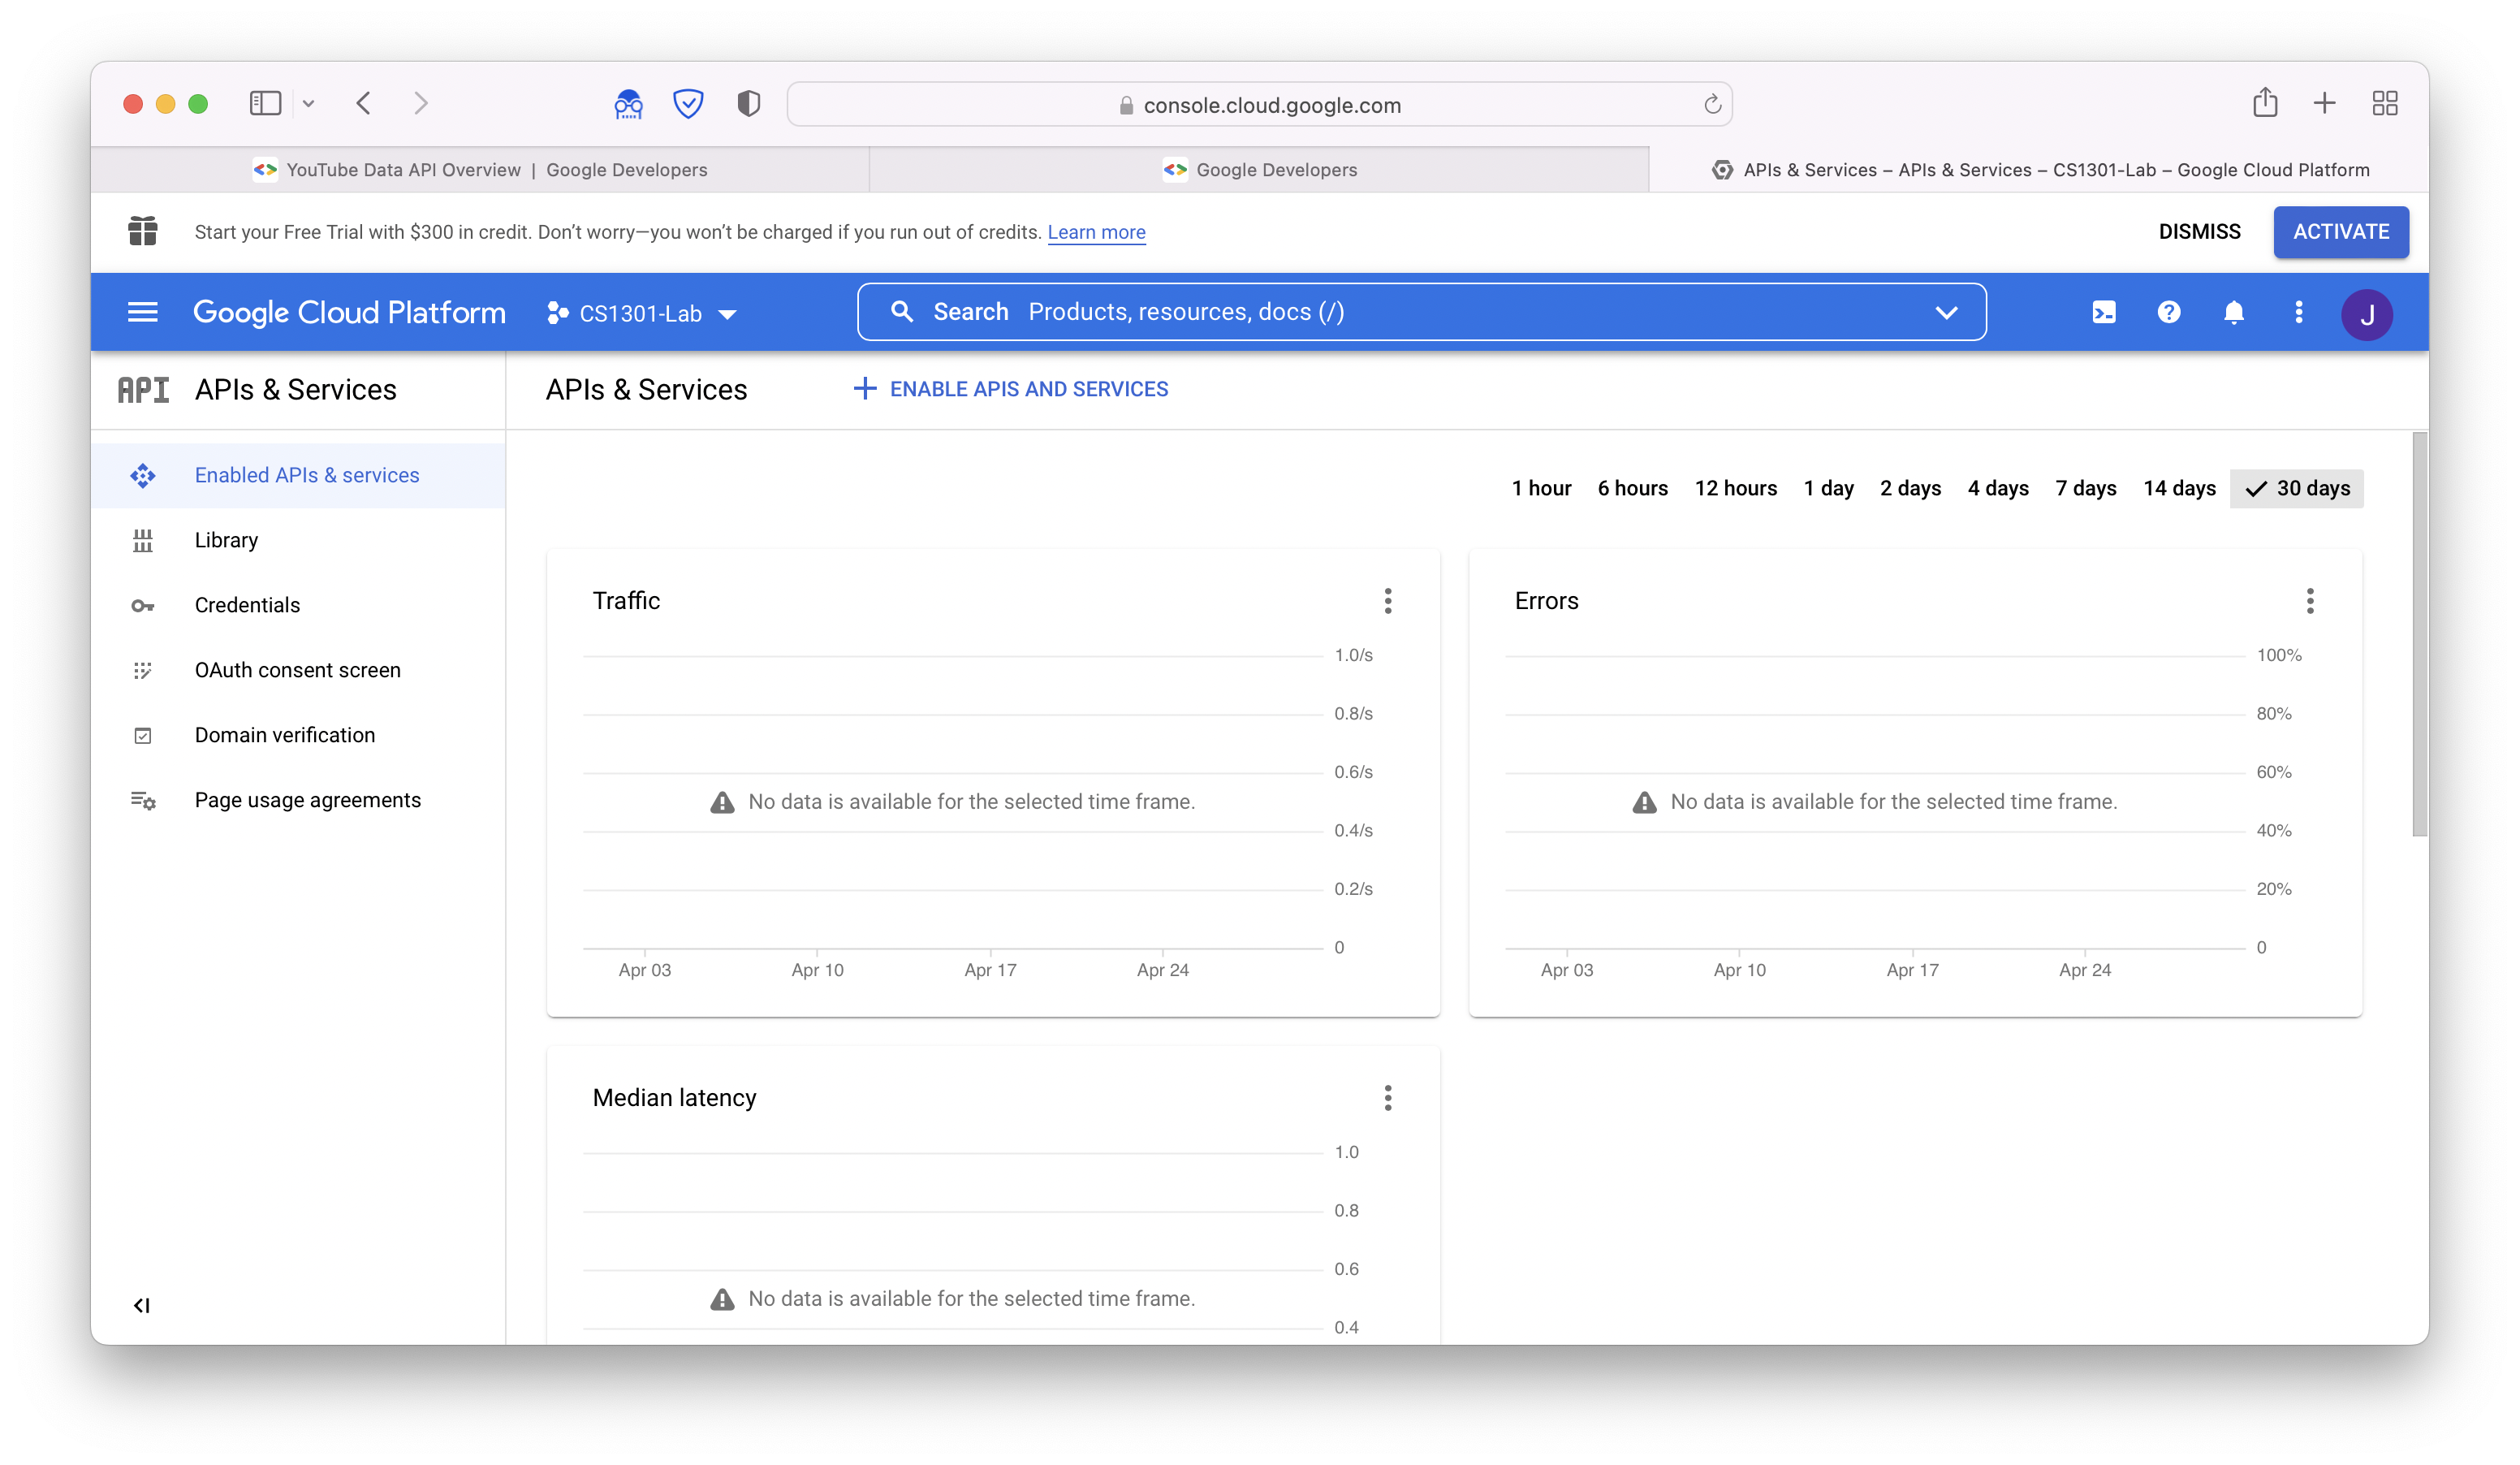 console.cloud.google.com
YouTube Data API Overview | Google Developers
Google Developers
APIs & Services – APIs & Services – CS1301-Lab – Google Cloud Platform
Start your Free Trial with $300 in credit. Don’t worry—you won’t be charged if you run out of credits. Learn more
DISMISS
ACTIVATE
Google Cloud Platform
CS1301-Lab
Search Products, resources, docs (/)
J
API APIs & Services
APIs & Services
ENABLE APIS AND SERVICES
Enabled APIs & services
Library
Credentials
OAuth consent screen
Domain verification
Page usage agreements
1 hour 6 hours 12 hours 1 day 2 days 4 days 7 days 14 days 30 days
Traffic
1.0/s
0.8/s
0.6/s
No data is available for the selected time frame.
0.4/s
0.2/s
0
Apr 03 Apr 10 Apr 17 Apr 24
Errors
100%
80%
60%
No data is available for the selected time frame.
40%
20%
0
Apr 03 Apr 10 Apr 17 Apr 24
Median latency
1.0
0.8
0.6
No data is available for the selected time frame.
0.4